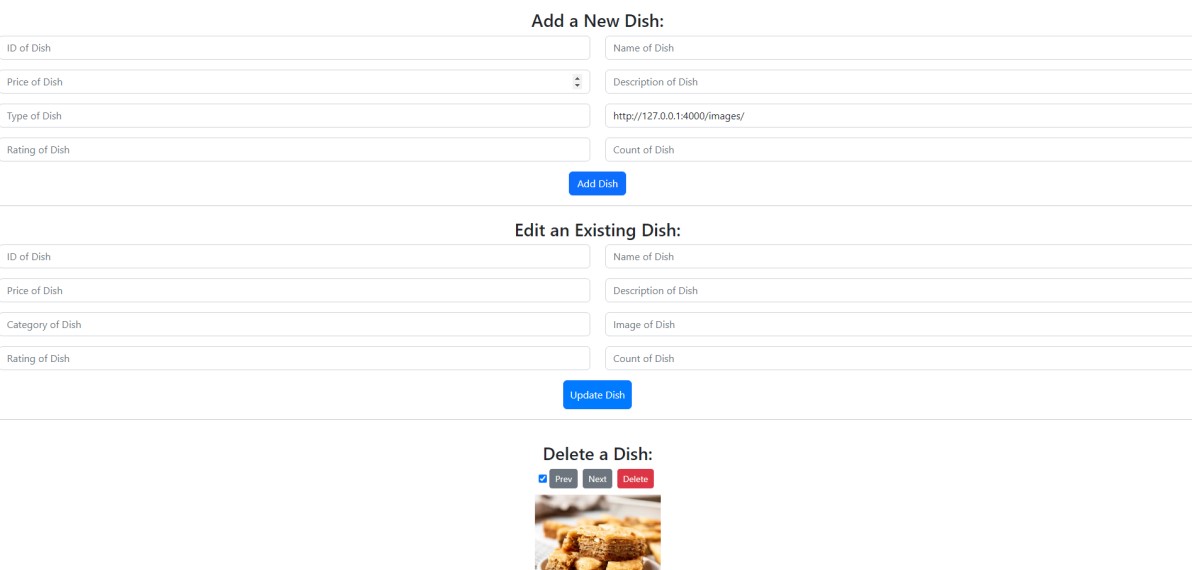 Add a New Dish:
ID of Dish Name of Dish
Price of Dish Description of Dish
Type of Dish http://127.0.0.1:4000/images/
Rating of Dish Count of Dish
Add Dish
Edit an Existing Dish:
ID of Dish Name of Dish
Price of Dish Description of Dish
Category of Dish Image of Dish
Rating of Dish Count of Dish
Update Dish
Delete a Dish:
Prev Next Delete